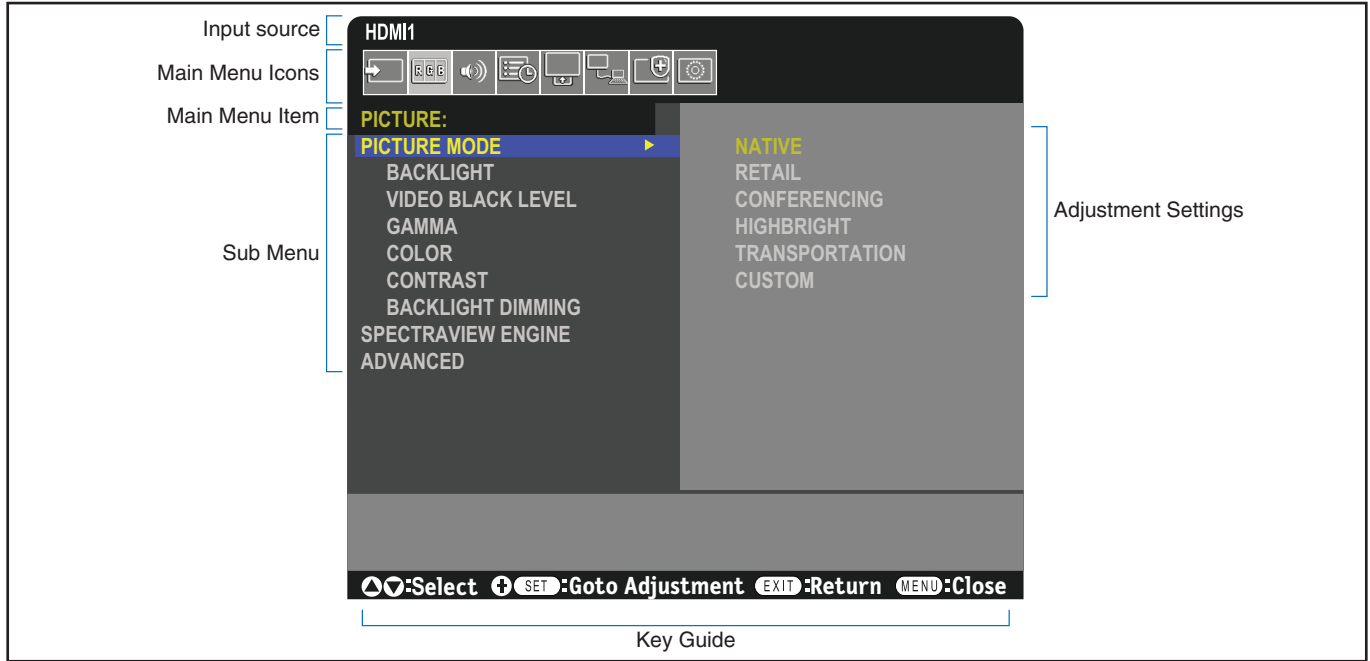 Input source
HDMI1
Main Menu Icons
RGB
Main Menu Item
PICTURE:
Sub Menu
PICTURE MODE
BACKLIGHT
VIDEO BLACK LEVEL
GAMMA
COLOR
CONTRAST
BACKLIGHT DIMMING
SPECTRAVIEW ENGINE
ADVANCED
NATIVE
RETAIL
CONFERENCING
HIGHBRIGHT
TRANSPORTATION
CUSTOM
Adjustment Settings
:Select SET :Goto Adjustment EXIT :Return MENU :Close
Key Guide